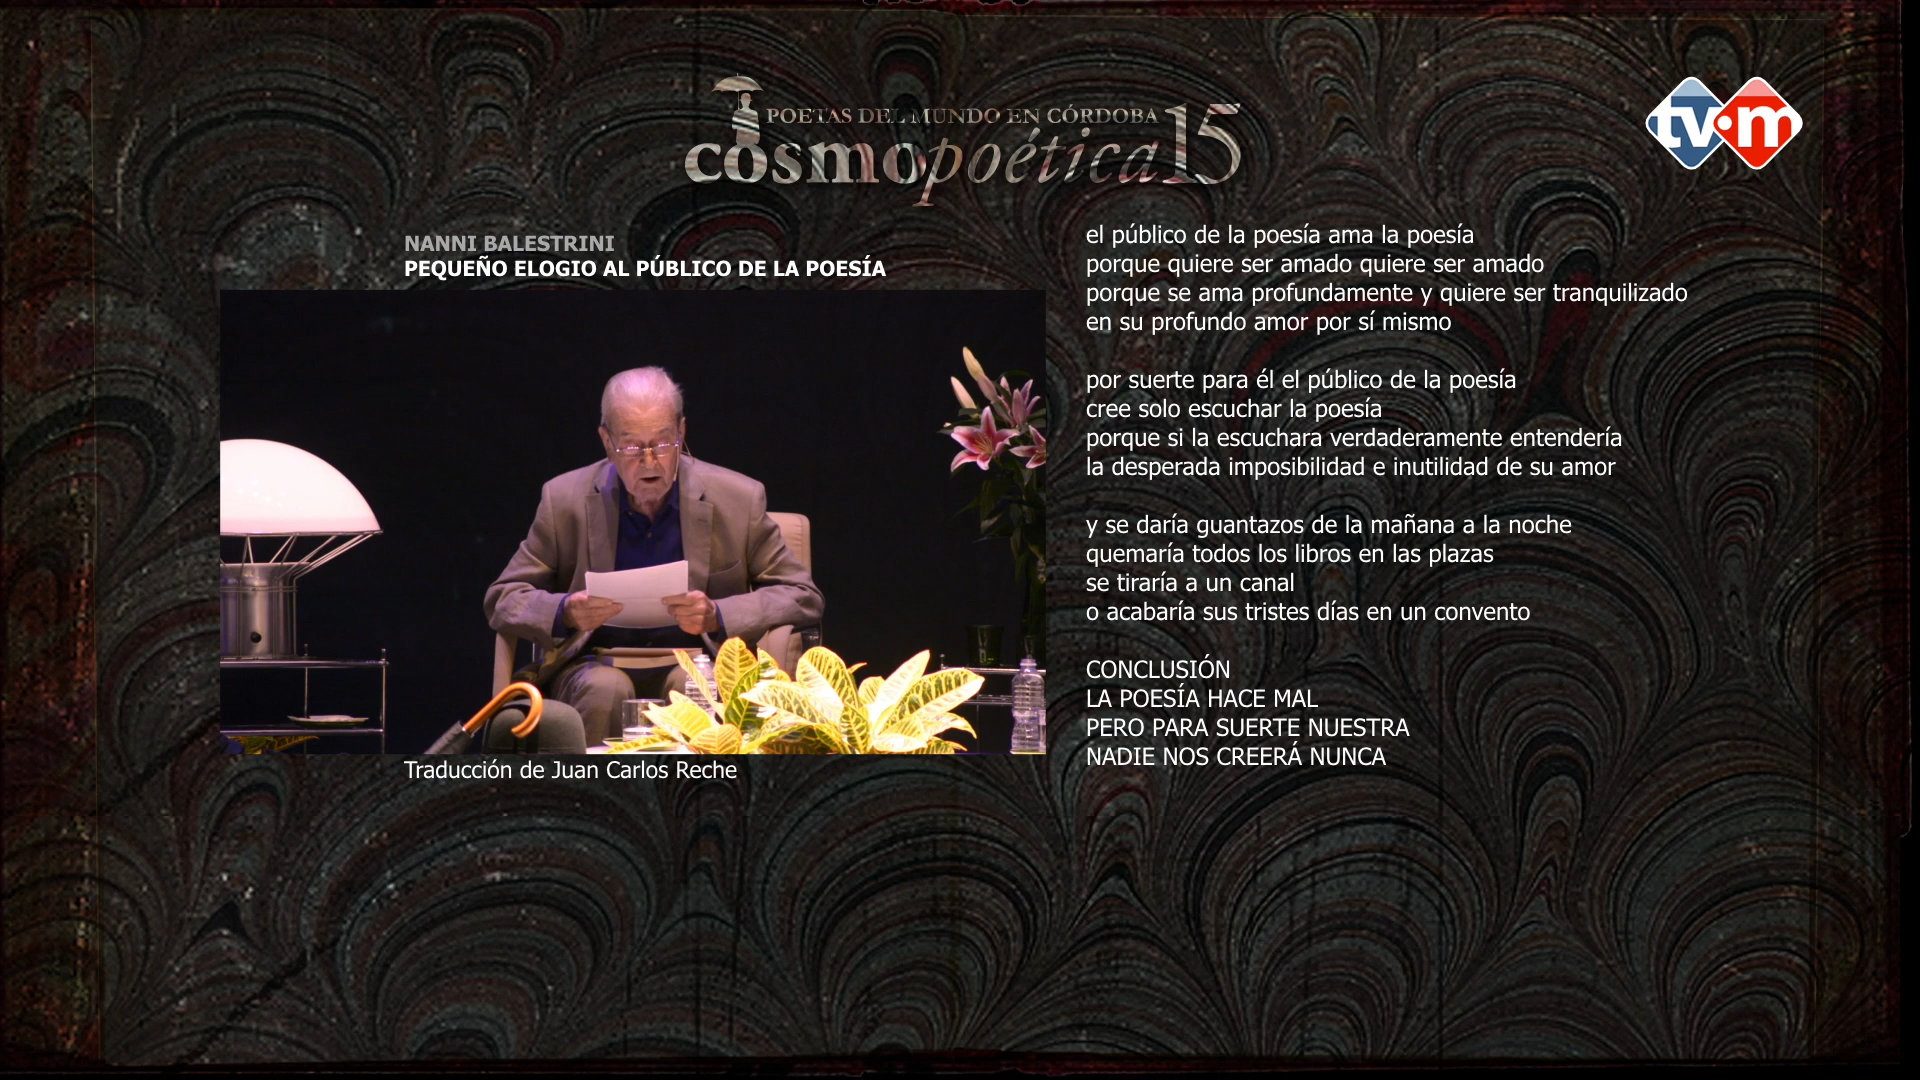 POETAS DEL MUNDO EN CÓRDOBA
cosmopoética15
tvm
NANNI BALESTRINI
PEQUEÑO ELOGIO AL PÚBLICO DE LA POESÍA
Traducción de Juan Carlos Reche
el público de la poesía ama la poesía
porque quiere ser amado quiere ser amado
porque se ama profundamente y quiere ser tranquilizado
en su profundo amor por sí mismo
por suerte para él el público de la poesía
cree solo escuchar la poesía
porque si la escuchara verdaderamente entendería
la desperada imposibilidad e inutilidad de su amor
y se daría guantazos de la mañana a la noche
quemaría todos los libros en las plazas
se tiraría a un canal
o acabaría sus tristes días en un convento
CONCLUSIÓN
LA POESÍA HACE MAL
PERO PARA SUERTE NUESTRA
NADIE NOS CREERÁ NUNCA